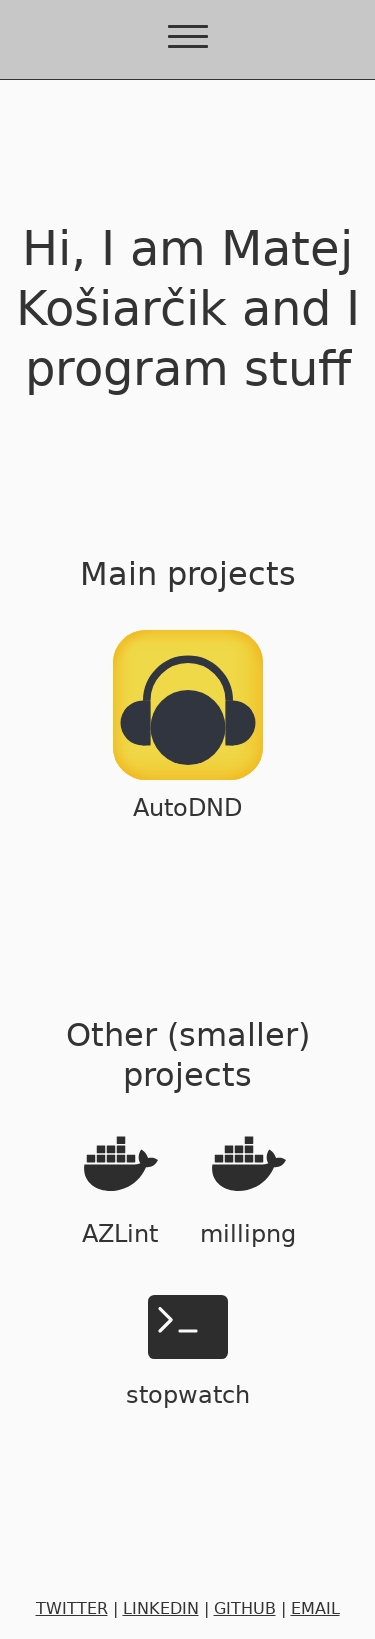 Hi, I am Matej
Košiarčik and I
program stuff
Main projects
AutoDND
Other (smaller)
projects
AZLint
millipng
stopwatch
TWITTER | LINKEDIN | GITHUB | EMAIL